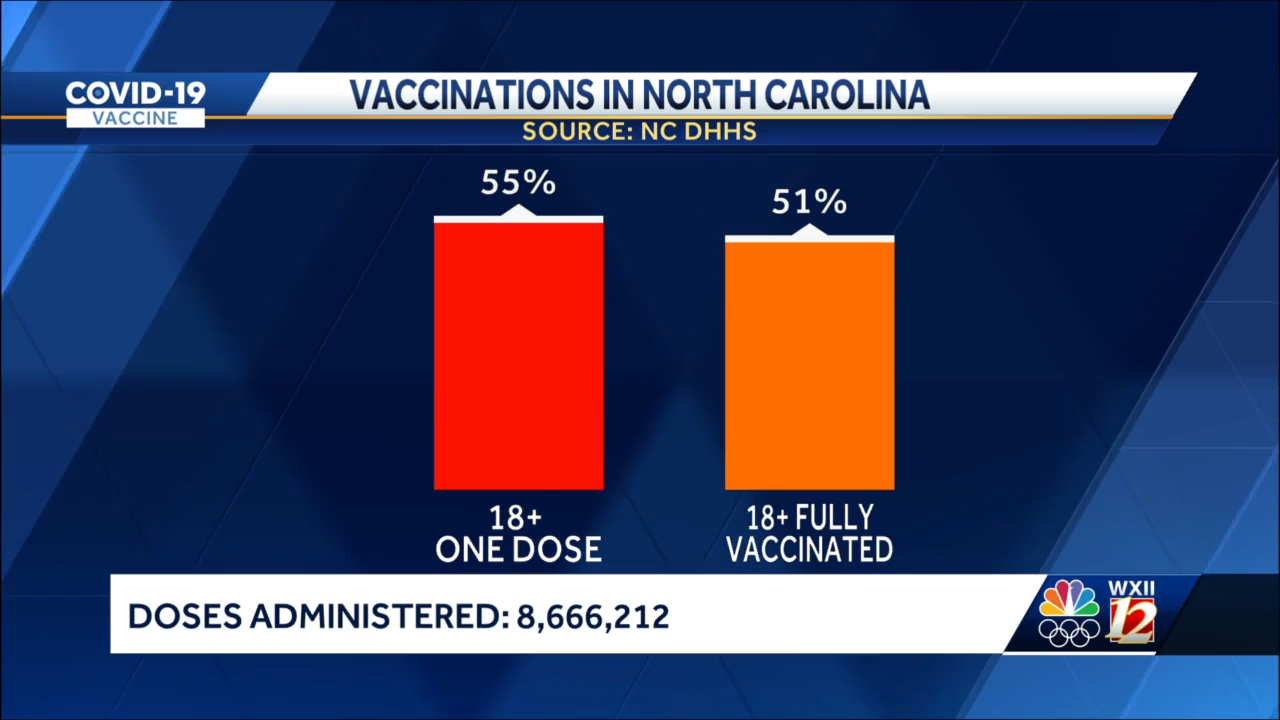 COVID-19
VACCINE
VACCINATIONS IN NORTH CAROLINA
SOURCE: NC DHHS
55%
51%
18+
ONE DOSE
18+ FULLY
VACCINATED
DOSES ADMINISTERED: 8,666,212
WXII
12